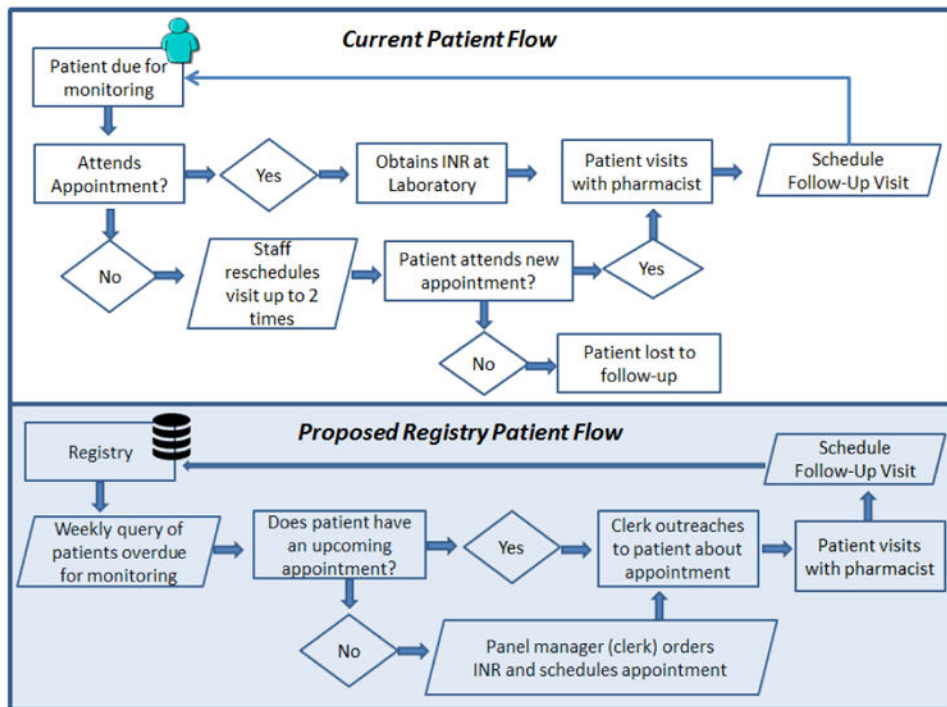 Current Patient Flow
Patient due for
monitoring
Attends
Appointment?
Yes
Obtains INR at
Laboratory
Patient visits
with pharmacist
Schedule
Follow-Up Visit
No
Staff
reschedules
visit up to 2
times
Patient attends new
appointment?
Yes
No
Patient lost to
follow-up
Proposed Registry Patient Flow
Registry
Weekly query of
patients overdue
for monitoring
Does patient have
an upcoming
appointment?
Yes
Clerk outreaches
to patient about
appointment
Patient visits
with pharmacist
Schedule
Follow-Up Visit
No
Panel manager (clerk) orders
INR and schedules appointment